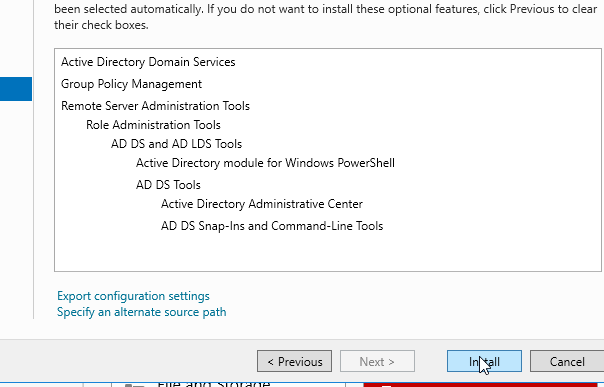 been selected automatically. If you do not want to install these optional features, click Previous to clear
their check boxes.
Active Directory Domain Services
Group Policy Management
Remote Server Administration Tools
Role Administration Tools
AD DS and AD LDS Tools
Active Directory module for Windows PowerShell
AD DS Tools
Active Directory Administrative Center
AD DS Snap-Ins and Command-Line Tools
Export configuration settings
Specify an alternate source path
< Previous
Next >
Install
Cancel
File and Storage